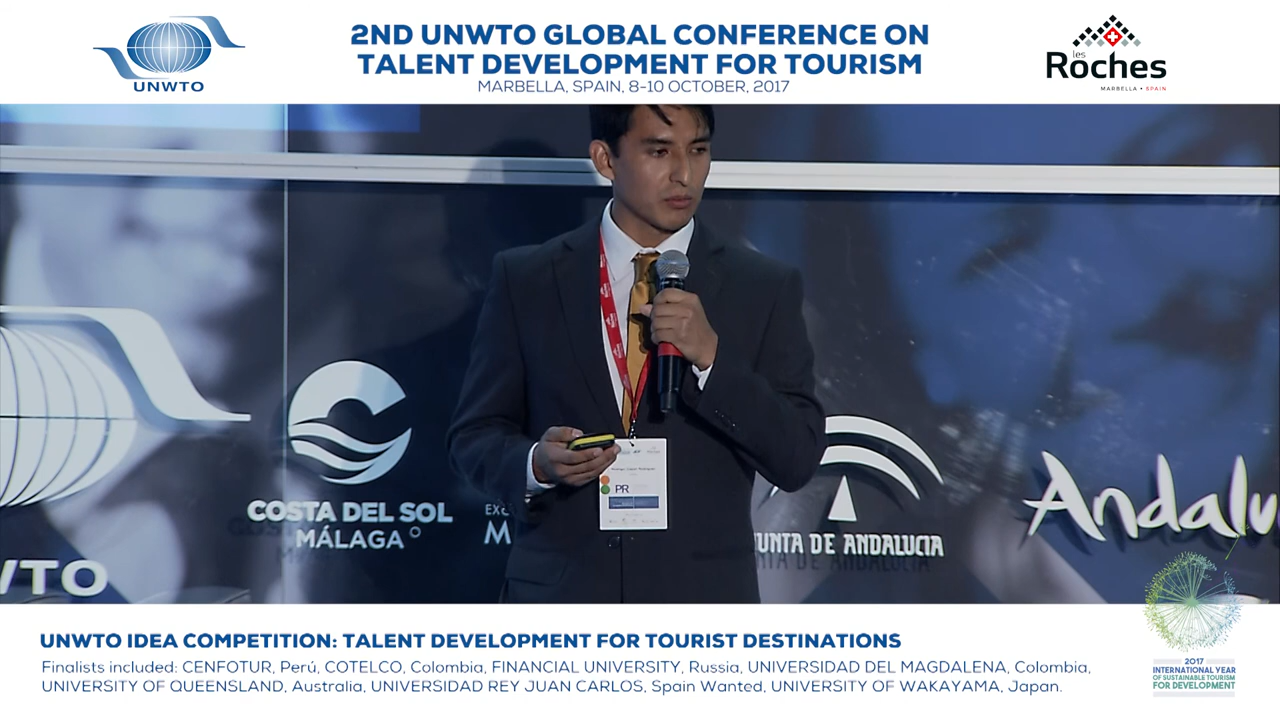 2ND UNWTO GLOBAL CONFERENCE ON
TALENT DEVELOPMENT FOR TOURISM
MARBELLA, SPAIN, 8-10 OCTOBER, 2017
UNWTO
les
Roches
MARBELLA • SPAIN
COSTA DEL SOL
MÁLAGA
M
JUNTA DE ANDALUCIA
Andalu
WTO
PR
UNWTO IDEA COMPETITION: TALENT DEVELOPMENT FOR TOURIST DESTINATIONS
Finalists included: CENFOTUR, Perú, COTELCO, Colombia, FINANCIAL UNIVERSITY, Russia, UNIVERSIDAD DEL MAGDALENA, Colombia,
UNIVERSITY OF QUEENSLAND, Australia, UNIVERSIDAD REY JUAN CARLOS, Spain Wanted, UNIVERSITY OF WAKAYAMA, Japan.
2017
INTERNATIONAL YEAR
OF SUSTAINABLE TOURISM
FOR DEVELOPMENT